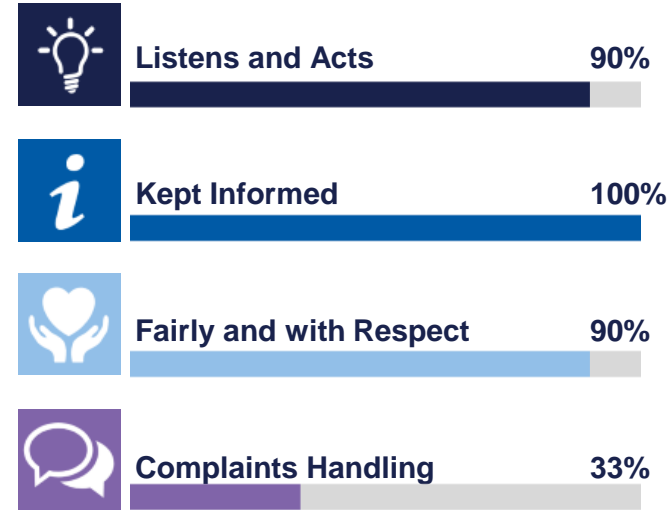 Listens and Acts 90%
Kept Informed 100%
Fairly and with Respect 90%
Complaints Handling 33%